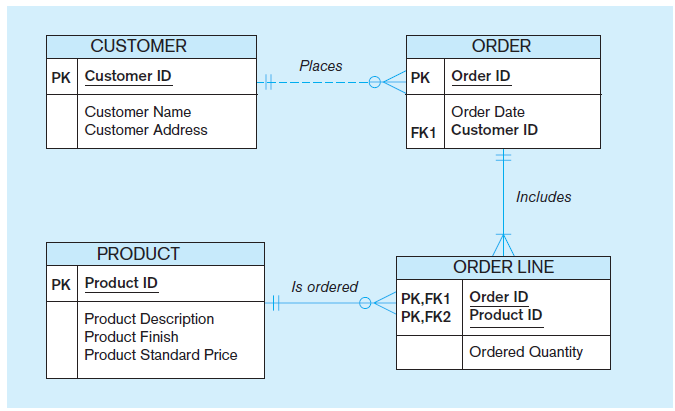 CUSTOMER
PK Customer ID
Customer Name
Customer Address
Places
ORDER
PK Order ID
Order Date
FK1 Customer ID
Includes
PRODUCT
PK Product ID
Product Description
Product Finish
Product Standard Price
Is ordered
ORDER LINE
PK,FK1 Order ID
PK,FK2 Product ID
Ordered Quantity